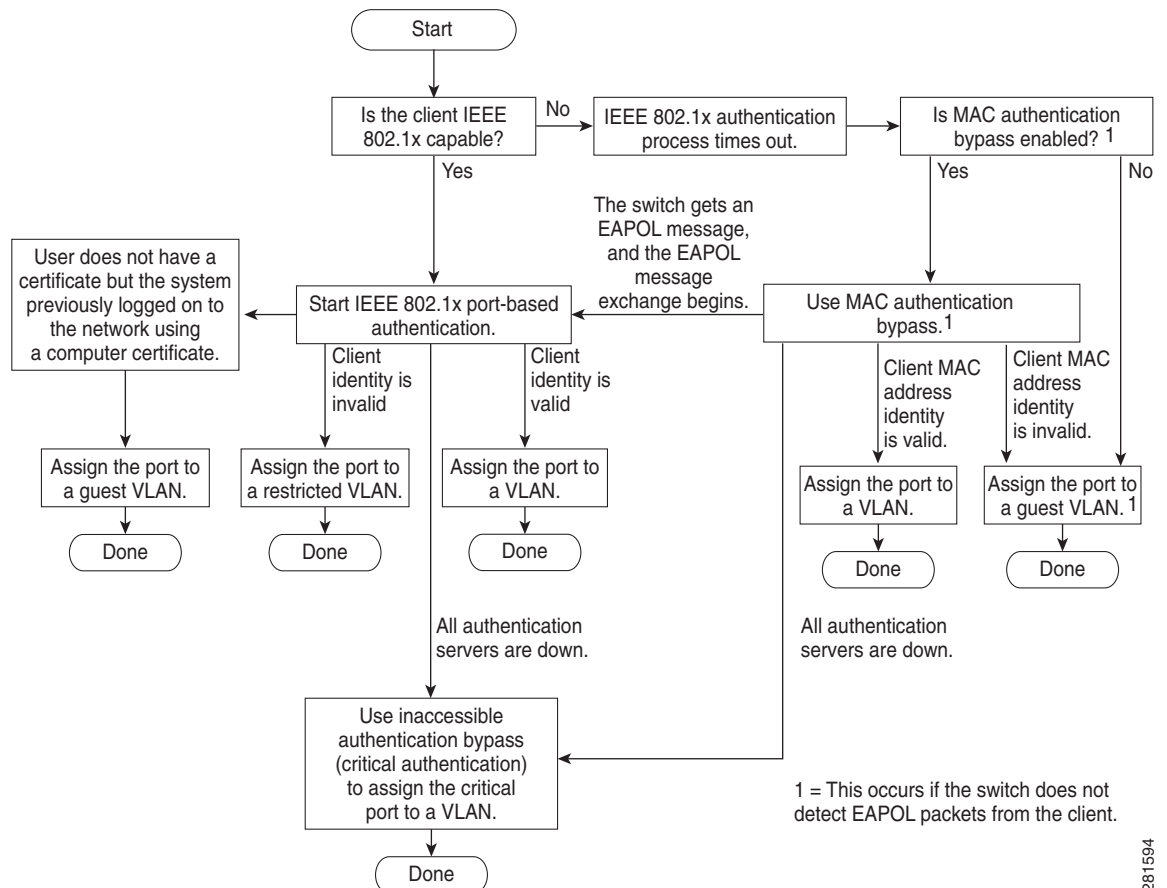 Start
Is the client IEEE
802.1x capable?
No
IEEE 802.1x authentication
process times out.
Is MAC authentication
bypass enabled? 1
Yes
Yes
No
The switch gets an
EAPOL message,
and the EAPOL
message
exchange begins.
User does not have a
certificate but the system
previously logged on to
the network using
a computer certificate.
Start IEEE 802.1x port-based
authentication.
Use MAC authentication
bypass.1
Client
identity is
invalid
Client
identity is
valid
Client MAC
address
identity
is valid.
Client MAC
address
identity
is invalid.
Assign the port to
a guest VLAN.
Assign the port to
a restricted VLAN.
Assign the port to
a VLAN.
Assign the port to
a VLAN.
Assign the port to
a guest VLAN.1
Done
Done
Done
Done
Done
All authentication
servers are down.
All authentication
servers are down.
Use inaccessible
authentication bypass
(critical authentication)
to assign the critical
port to a VLAN.
1 = This occurs if the switch does not
detect EAPOL packets from the client.
Done
281594